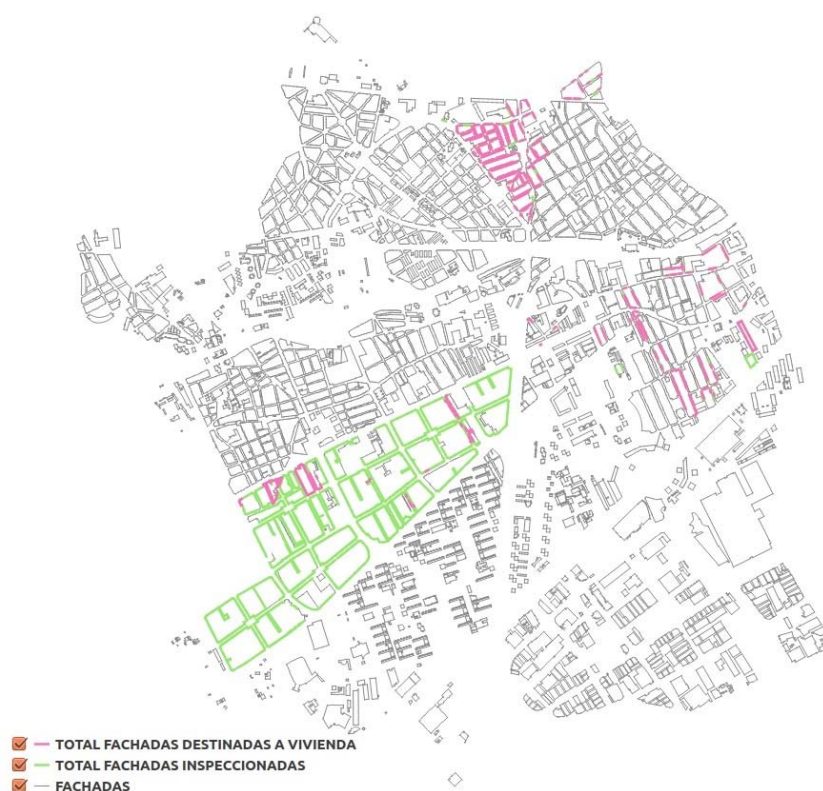 TOTAL FACHADAS DESTINADAS A VIVIENDA
TOTAL FACHADAS INSPECCIONADAS
FACHADAS